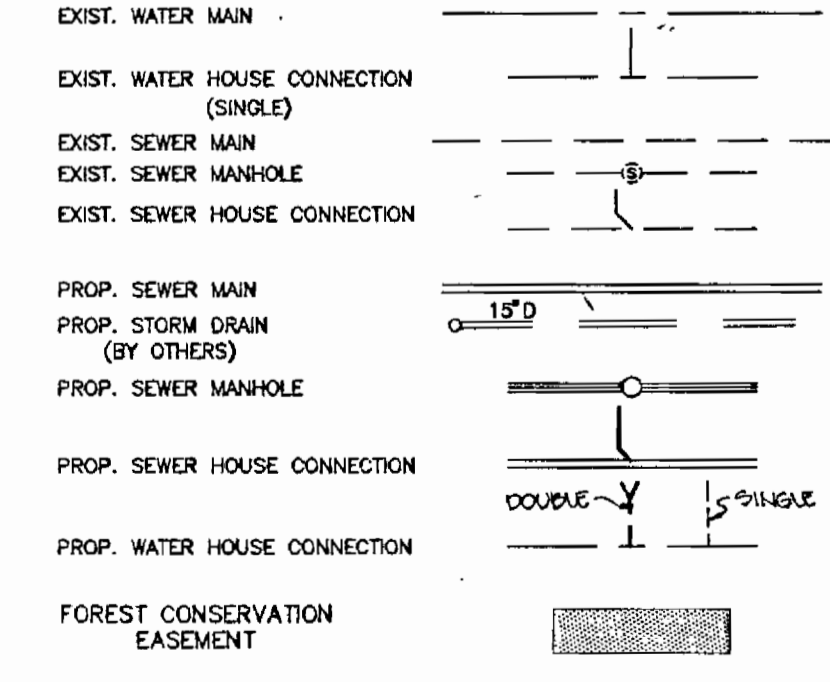 EXIST. WATER MAIN
EXIST. WATER HOUSE CONNECTION
(SINGLE)
EXIST. SEWER MAIN
EXIST. SEWER MANHOLE
S
EXIST. SEWER HOUSE CONNECTION
PROP. SEWER MAIN
15"D
PROP. STORM DRAIN
(BY OTHERS)
PROP. SEWER MANHOLE
PROP. SEWER HOUSE CONNECTION
DOUBLE SINGLE
PROP. WATER HOUSE CONNECTION
FOREST CONSERVATION
EASEMENT